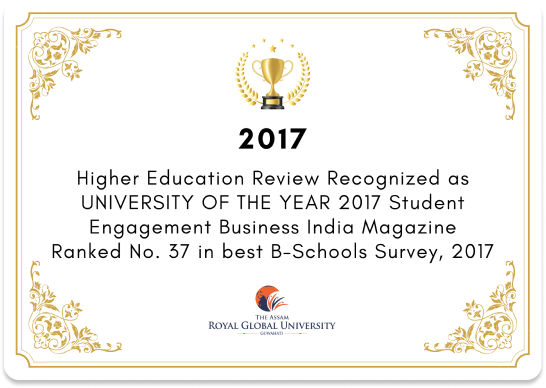 2017
Higher Education Review Recognized as
UNIVERSITY OF THE YEAR 2017 Student
Engagement Business India Magazine
Ranked No. 37 in best B-Schools Survey, 2017
THE ASSAM
ROYAL GLOBAL UNIVERSITY
GUWAHATI